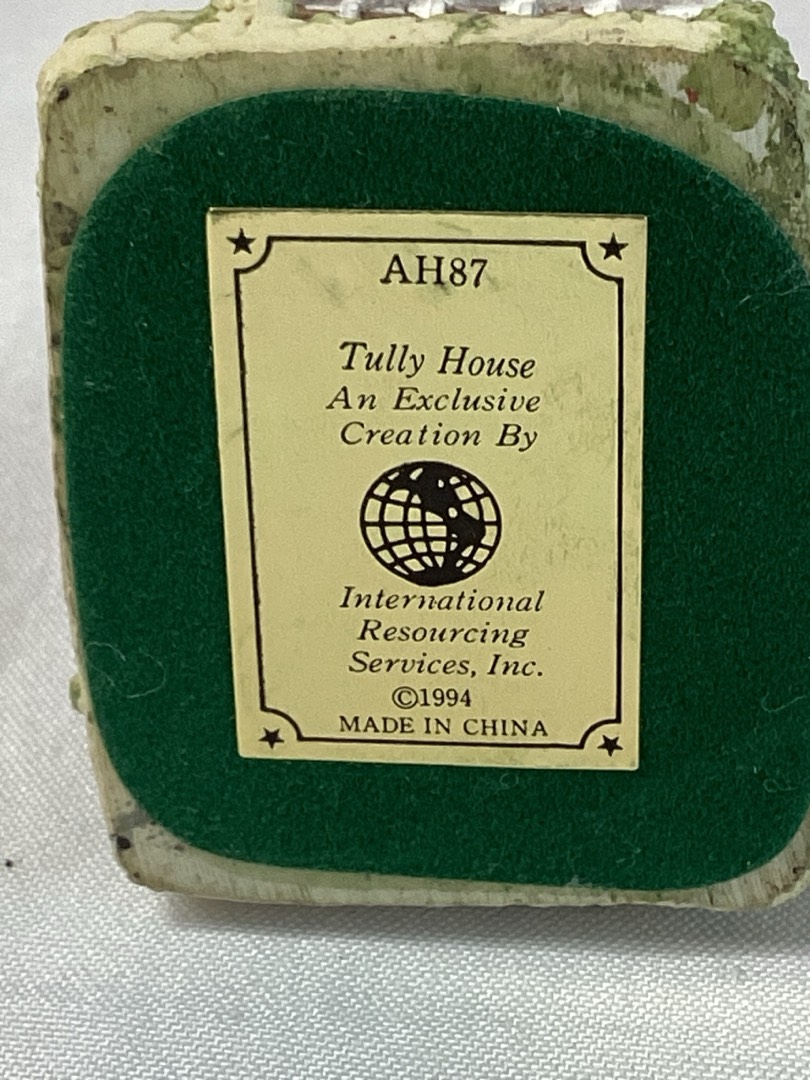 AH87
Tully House
An Exclusive
Creation By
International
Resourcing
Services, Inc.
©1994
MADE IN CHINA